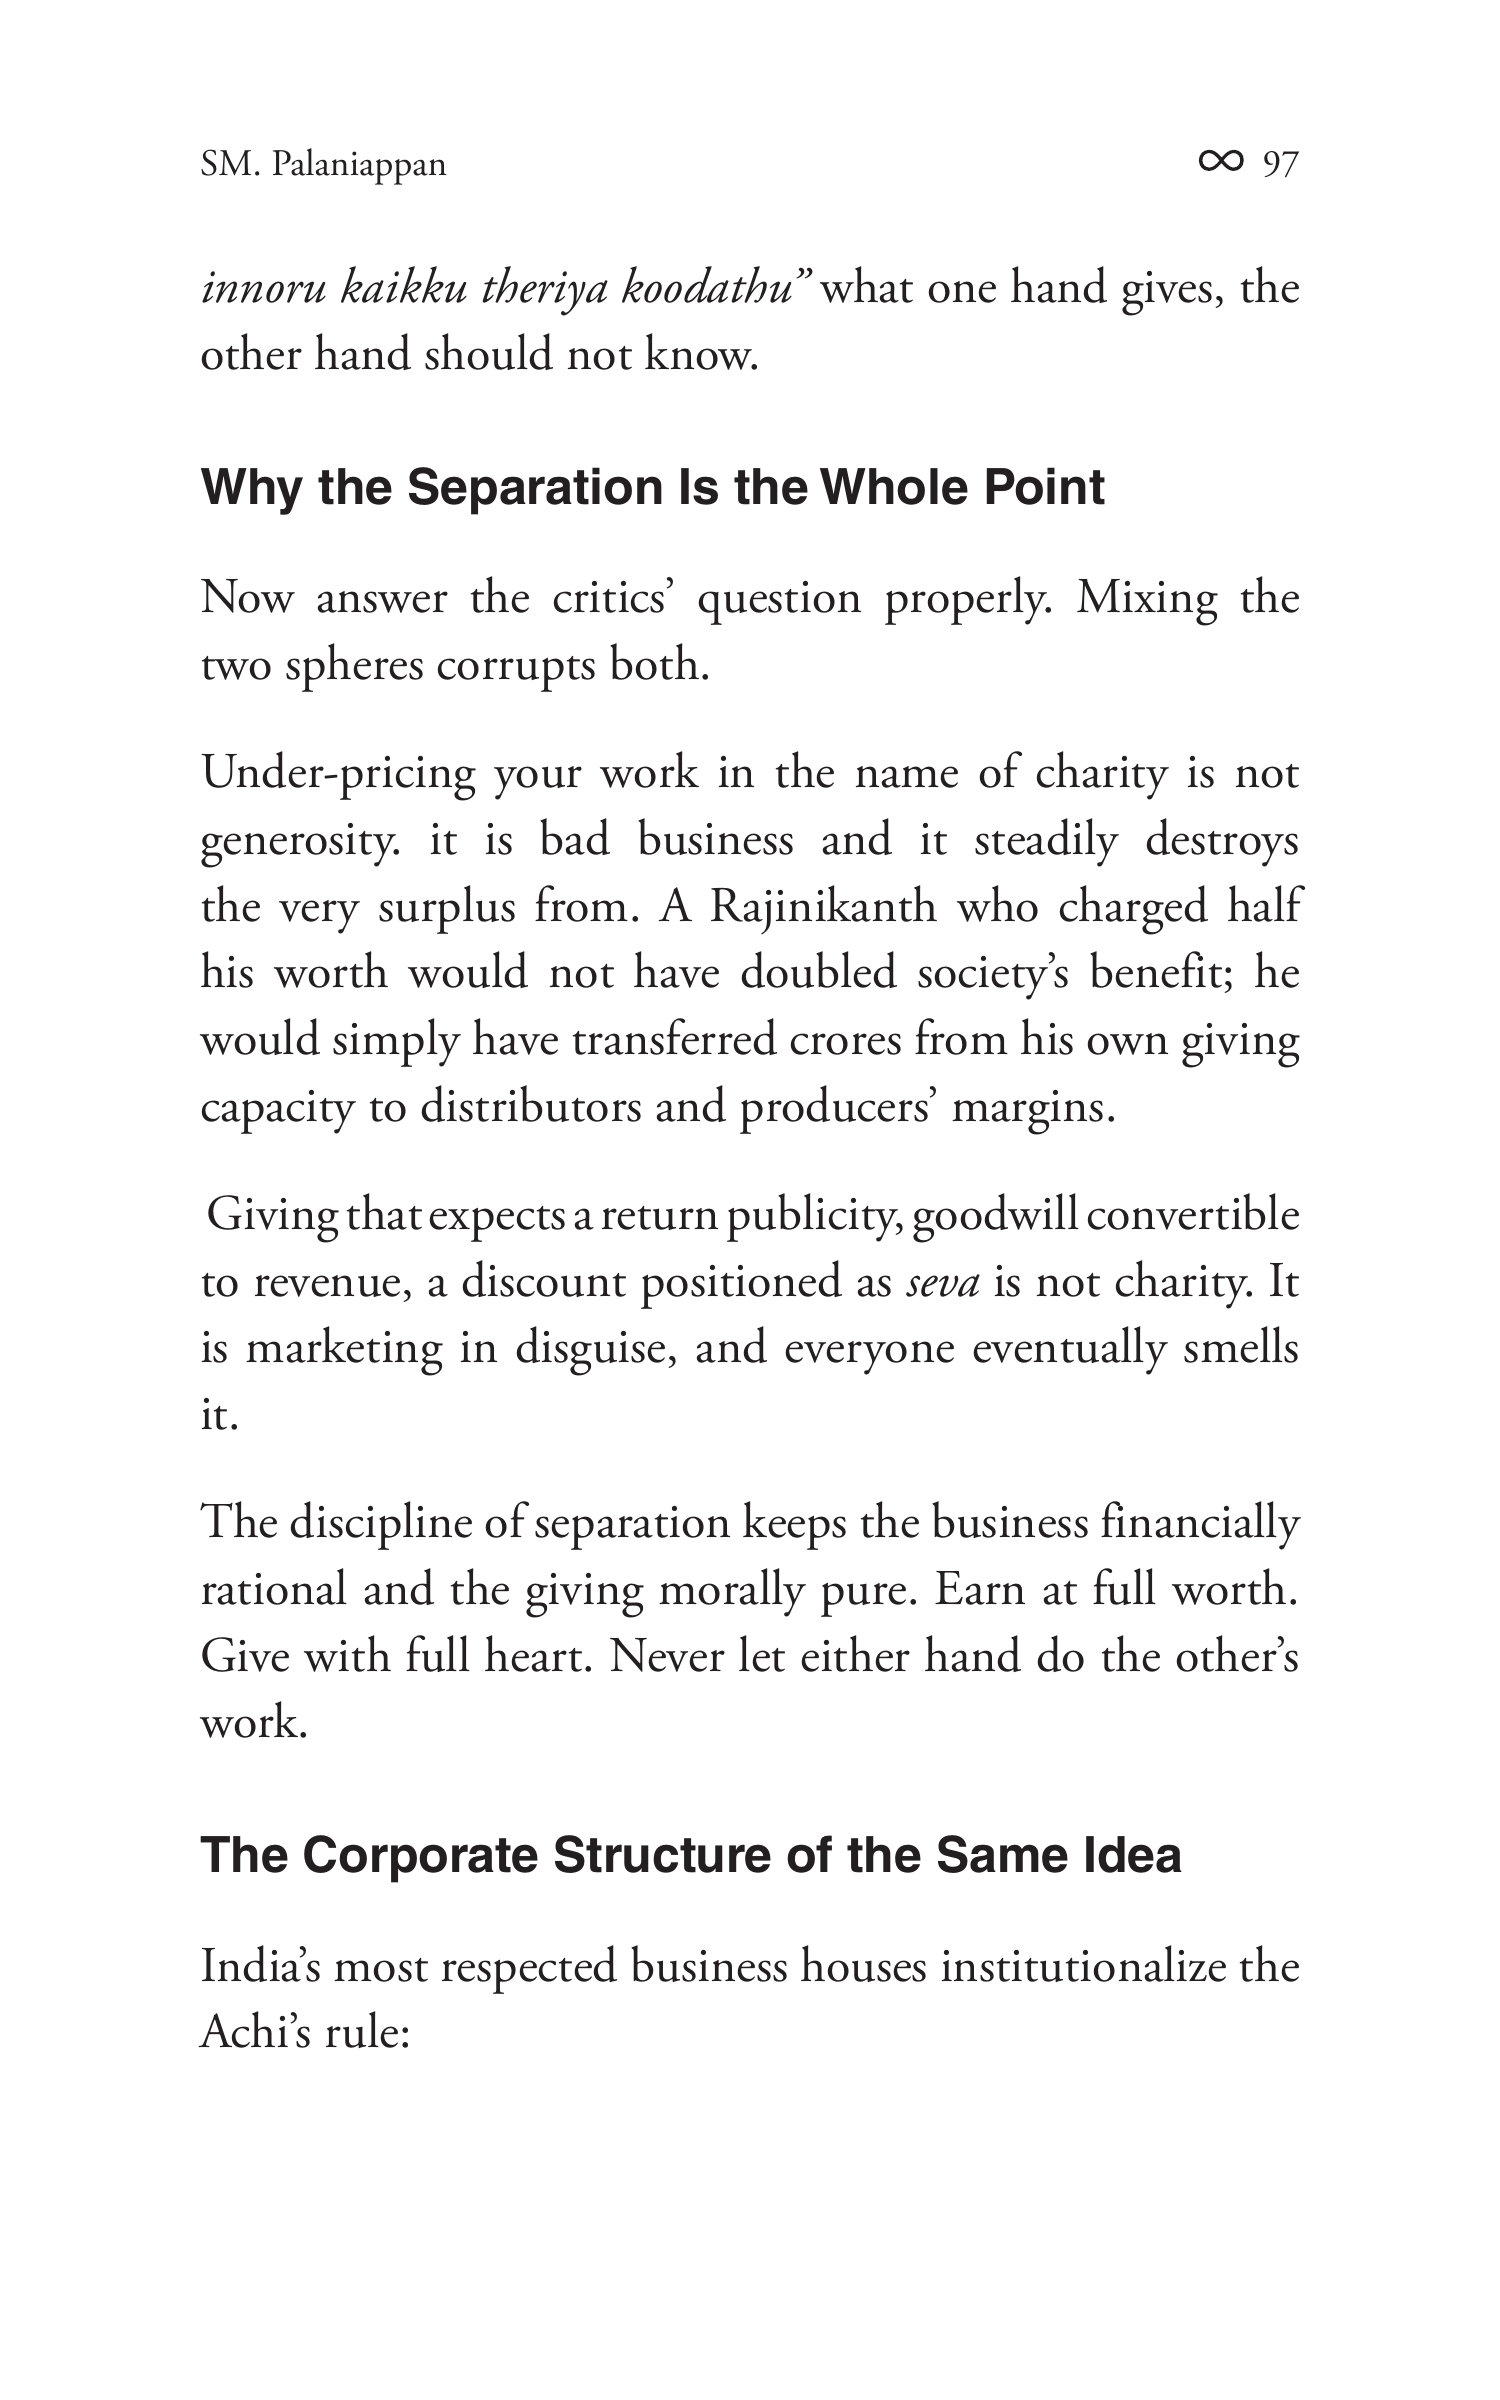 SM. Palaniappan ∞ 97
innoru kaikku theriya koodathu” what one hand gives, the
other hand should not know.
Why the Separation Is the Whole Point
Now answer the critics’ question properly. Mixing the
two spheres corrupts both.
Under-pricing your work in the name of charity is not
generosity. it is bad business and it steadily destroys
the very surplus from. A Rajinikanth who charged half
his worth would not have doubled society’s benefit; he
would simply have transferred crores from his own giving
capacity to distributors and producers’ margins.
Giving that expects a return publicity, goodwill convertible
to revenue, a discount positioned as seva is not charity. It
is marketing in disguise, and everyone eventually smells
it.
The discipline of separation keeps the business financially
rational and the giving morally pure. Earn at full worth.
Give with full heart. Never let either hand do the other’s
work.
The Corporate Structure of the Same Idea
India’s most respected business houses institutionalize the
Achi’s rule: